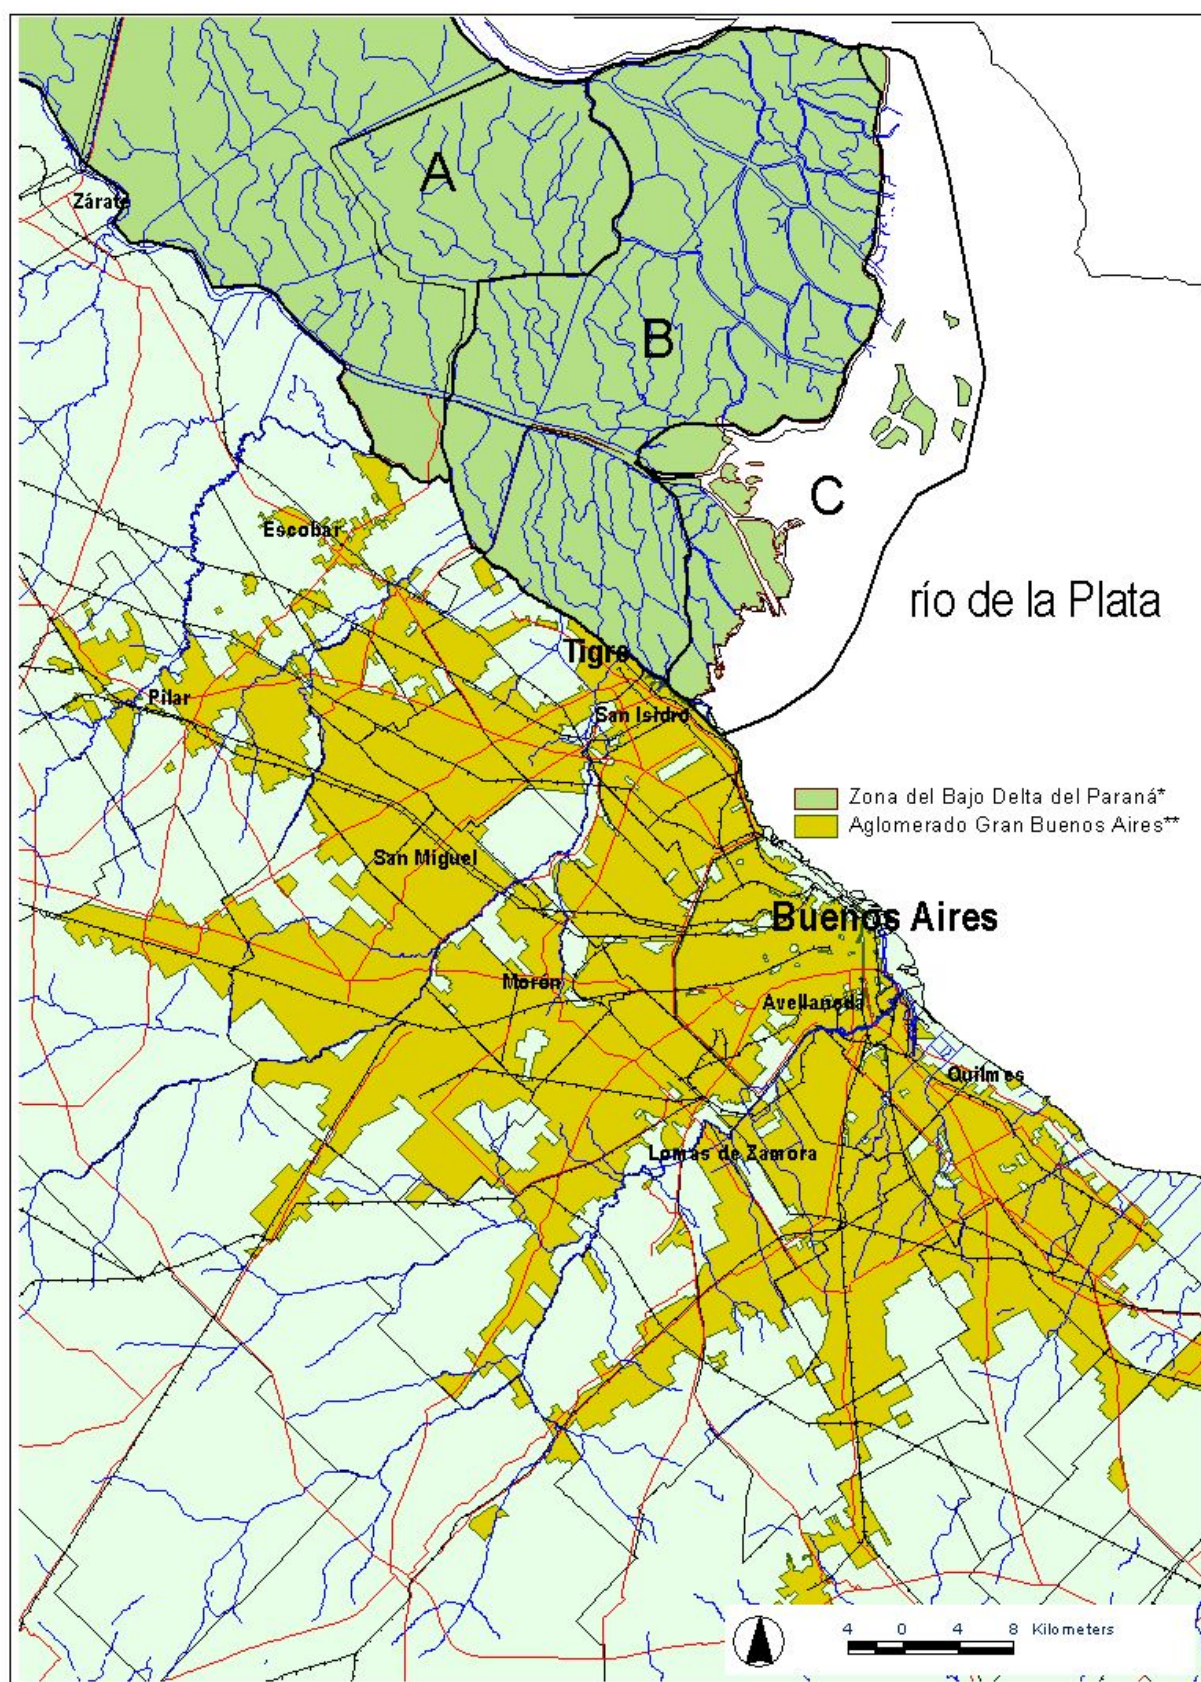 A
Zárate
B
C
Escobar
río de la Plata
Tigre
Pilar
San Isidro
Zona del Bajo Delta del Paraná*
Aglomerado Gran Buenos Aires**
San Miguel
Buenos Aires
Morón
Avellaneda
Quilmes
Lomas de Zamora
4 0 4 8 Kilometers